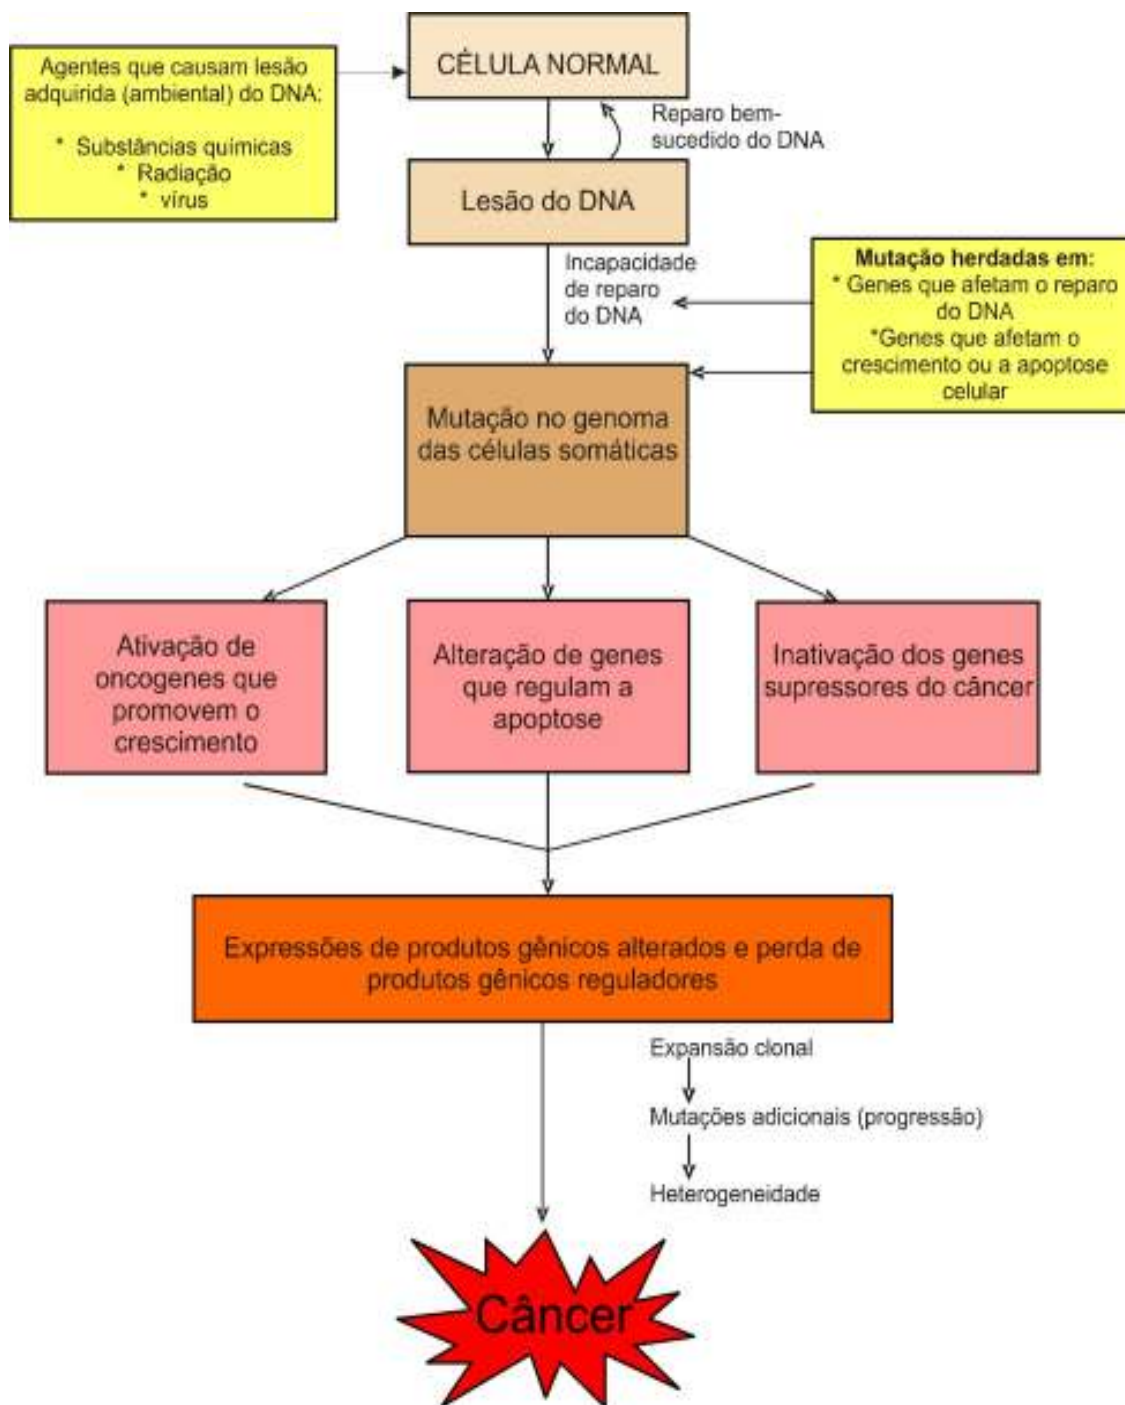 CÉLULA NORMAL
Agentes que causam lesão
adquirida (ambiental) do DNA:
* Substâncias químicas
* Radiação
* vírus
Reparo bem-
sucedido do DNA
Lesão do DNA
Incapacidade
de reparo
do DNA
Mutação herdadas em:
* Genes que afetam o reparo
do DNA
*Genes que afetam o
crescimento ou a apoptose
celular
Mutação no genoma
das células somáticas
Ativação de
oncogenes que
promovem o
crescimento
Alteração de genes
que regulam a
apoptose
Inativação dos genes
supressores do câncer
Expressões de produtos gênicos alterados e perda de
produtos gênicos reguladores
Expansão clonal
Mutações adicionais (progressão)
Heterogeneidade
Câncer